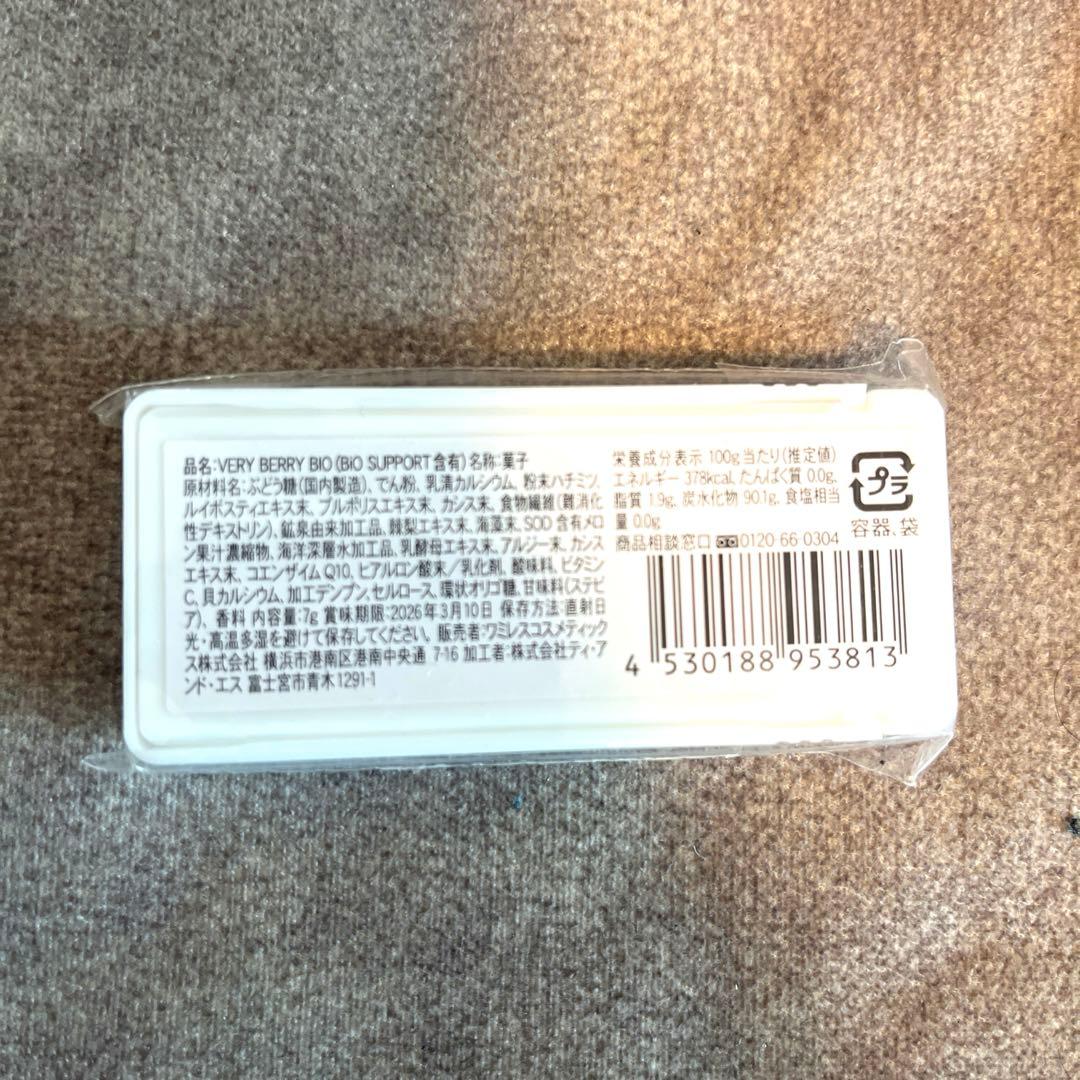 品名:VERY BERRY BIO (BiO SUPPORT含有) 名称:菓子
原材料名:ぶどう糖(国内製造)、でん粉、乳清カルシウム、粉末ハチミツ、
ルイボスティエキス末、プルポリスエキス末、カシス末、食物繊維(難消化
性デキストリン)、鉱泉由来加工品、棘梨エキス末、海藻末、SOD含有メロ
ン果汁濃縮物、海洋深層水加工品、乳酵母エキス末、アルジー末、カシス
エキス末、コエンザイムQ10、ヒアルロン酸末/乳化剤、酸味料、ビタミン
C、貝カルシウム、加工デンプン、セルロース、環状オリゴ糖、甘味料(ステビ
ア)、香料 内容量:7g 賞味期限:2026年3月10日 保存方法:直射日
光・高温多湿を避けて保存してください。販売者:ワミレスコスメティック
ス株式会社 横浜市港南区港南中央通 7-16 加工者:株式会社ティ・ア
ンド・エス 富士宮市青木1291-1
栄養成分表示 100g当たり(推定値)
エネルギー 378kcal、たんぱく質 0.0g、
脂質 1.9g、炭水化物 90.1g、食塩相当
量 0.0g
商品相談窓口 0120-66-0304
プラ
容器、袋
4 530188 953813